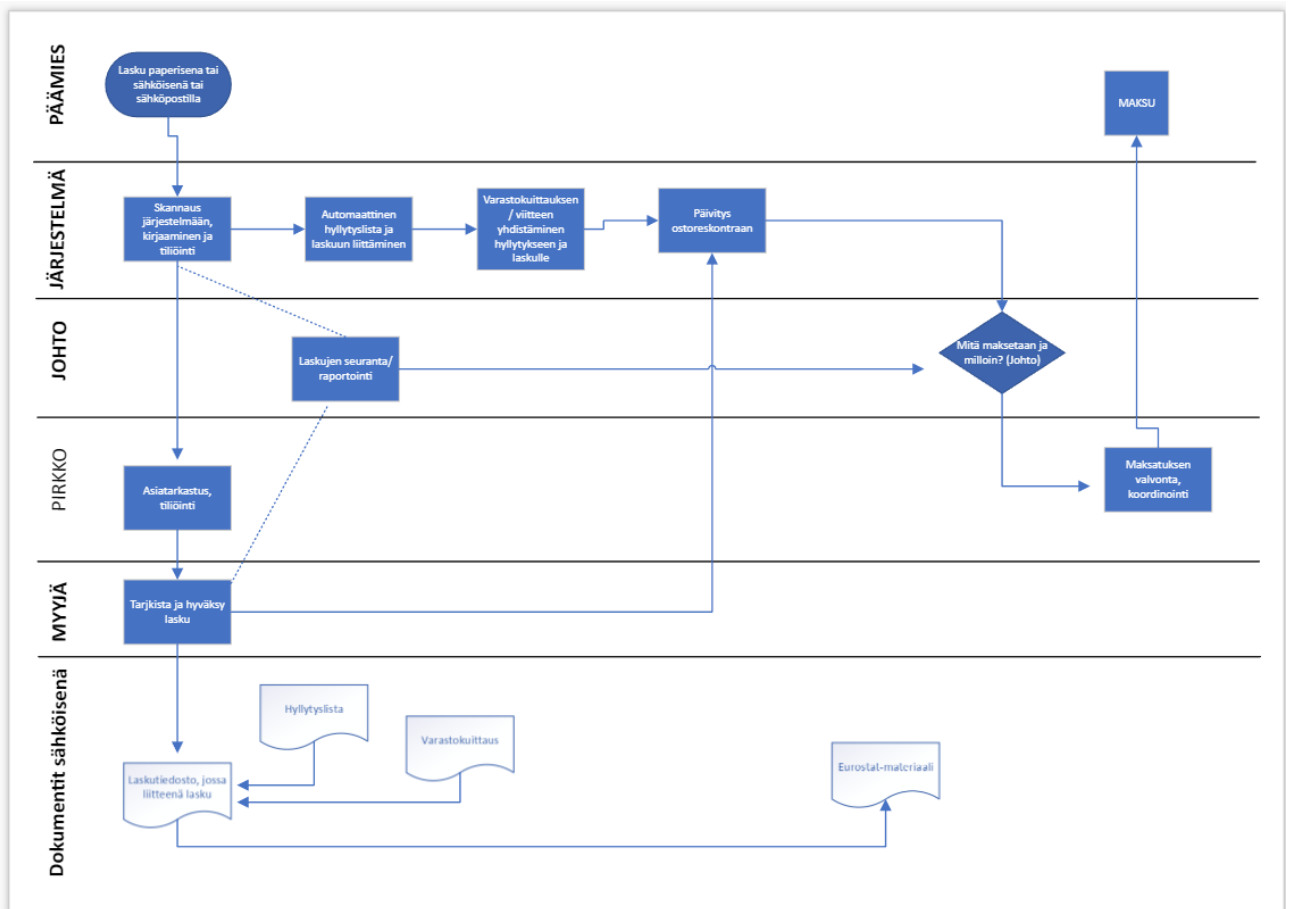 PÄÄMIES
Lasku paperisena tai
sähköisenä tai
sähköpostilla
MAKSU
JÄRJESTELMÄ
Skannaus
järjestelmään,
kirjaaminen ja
tiliöinti
Automaattinen
hyllytyslista ja
laskuun liittäminen
Varastokuittauksen
/ viitteen
yhdistäminen
hyllytykseen ja
laskulle
Päivitys
ostoreskontraan
JOHTO
Laskujen seuranta/
raportointi
Mitä maksetaan ja
milloin? (Johto)
PIRKKO
Asiatarkastus,
tiliöinti
Maksatuksen
valvonta,
koordinointi
MYYJÄ
Tarjkista ja hyväksy
lasku
Dokumentit sähköisenä
Hyllytyslista
Varastokuittaus
Laskutiedosto, jossa
liitteenä lasku
Eurostat-materiaali